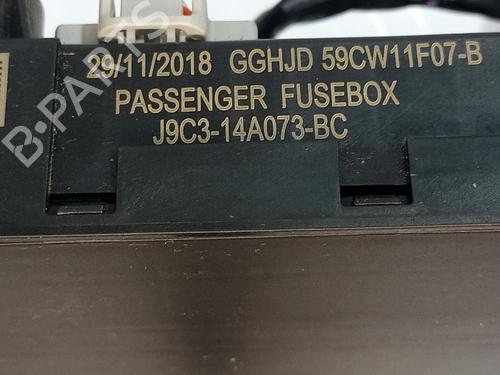 29/11/2018 GGHJD 59CW11F07-B
PASSENGER FUSEBOX
J9C3-14A073-BC
B-PARTS